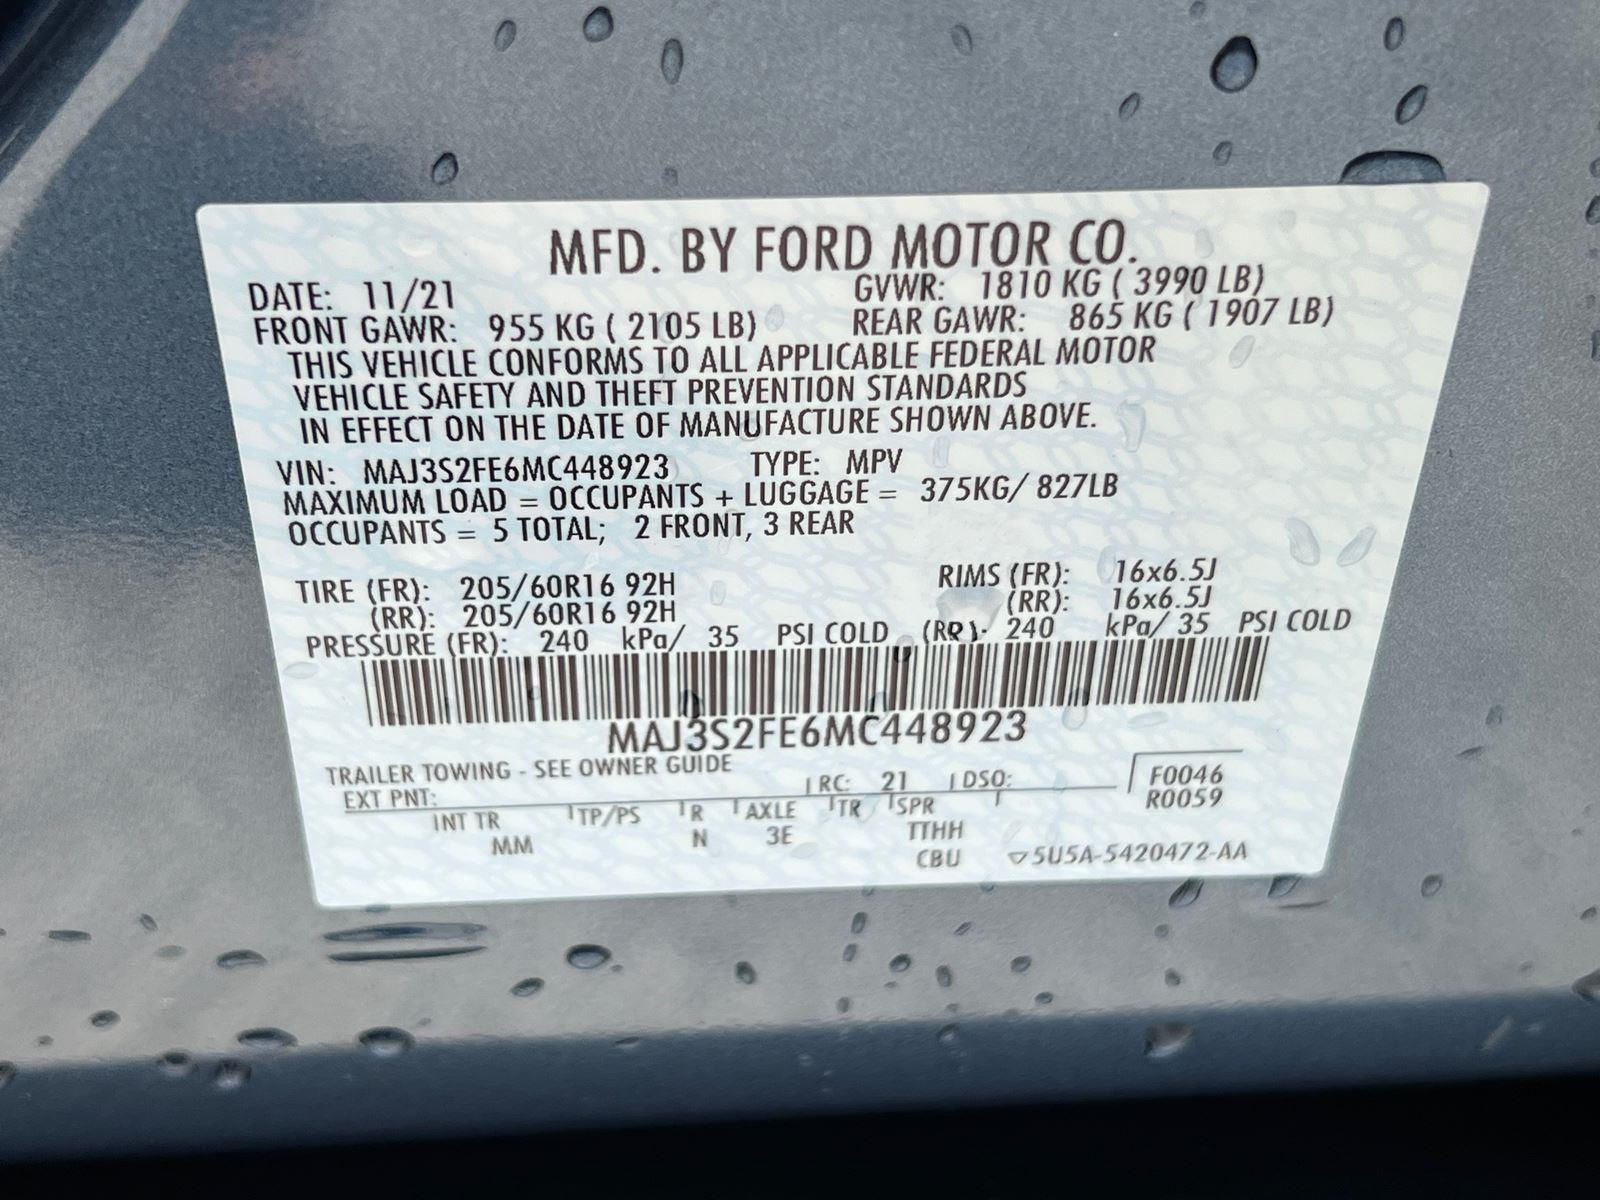 MFD. BY FORD MOTOR CO.
DATE: 11/21 GVWR: 1810 KG ( 3990 LB)
FRONT GAWR: 955 KG ( 2105 LB) REAR GAWR: 865 KG ( 1907 LB)
THIS VEHICLE CONFORMS TO ALL APPLICABLE FEDERAL MOTOR
VEHICLE SAFETY AND THEFT PREVENTION STANDARDS
IN EFFECT ON THE DATE OF MANUFACTURE SHOWN ABOVE.
VIN: MAJ3S2FE6MC448923 TYPE: MPV
MAXIMUM LOAD = OCCUPANTS + LUGGAGE = 375KG/ 827LB
OCCUPANTS = 5 TOTAL; 2 FRONT, 3 REAR
TIRE (FR): 205/60R16 92H RIMS (FR): 16x6.5J
(RR): 205/60R16 92H (RR): 16x6.5J
PRESSURE (FR): 240 kPa/ 35 PSI COLD (RR): 240 kPa/ 35 PSI COLD
MAJ3S2FE6MC448923
TRAILER TOWING - SEE OWNER GUIDE
EXT PNT: RC: 21 DSO: F0046
R0059
INT TR TP/PS R AXLE TR SPR
MM N 3E TTHH
CBU ▽5U5A-5420472-AA